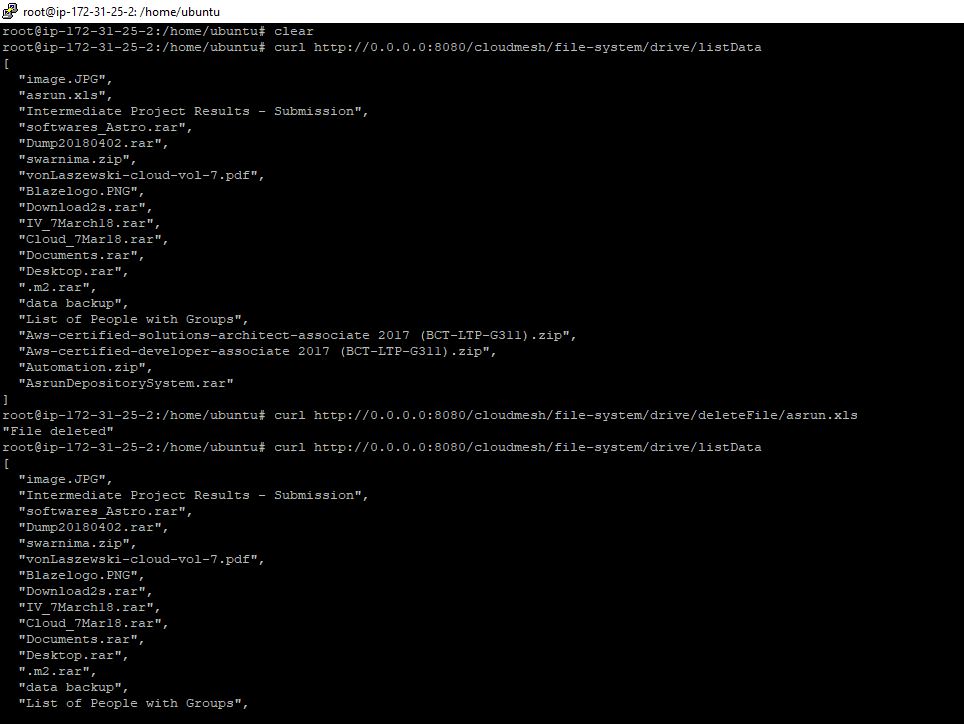 root@ip-172-31-25-2: /home/ubuntu
root@ip-172-31-25-2:/home/ubuntu# clear
root@ip-172-31-25-2:/home/ubuntu# curl http://0.0.0.0:8080/cloudmesh/file-system/drive/listData
[
  "image.JPG",
  "asrun.xls",
  "Intermediate Project Results - Submission",
  "softwares_Astro.rar",
  "Dump20180402.rar",
  "swarnima.zip",
  "vonLaszewski-cloud-vol-7.pdf",
  "Blazelogo.PNG",
  "Download2s.rar",
  "IV_7March18.rar",
  "Cloud_7Mar18.rar",
  "Documents.rar",
  "Desktop.rar",
  ".m2.rar",
  "data backup",
  "List of People with Groups",
  "Aws-certified-solutions-architect-associate 2017 (BCT-LTP-G311).zip",
  "Aws-certified-developer-associate 2017 (BCT-LTP-G311).zip",
  "Automation.zip",
  "AsrunDepositorySystem.rar"
]
root@ip-172-31-25-2:/home/ubuntu# curl http://0.0.0.0:8080/cloudmesh/file-system/drive/deleteFile/asrun.xls
"File deleted"
root@ip-172-31-25-2:/home/ubuntu# curl http://0.0.0.0:8080/cloudmesh/file-system/drive/listData
[
  "image.JPG",
  "Intermediate Project Results - Submission",
  "softwares_Astro.rar",
  "Dump20180402.rar",
  "swarnima.zip",
  "vonLaszewski-cloud-vol-7.pdf",
  "Blazelogo.PNG",
  "Download2s.rar",
  "IV_7March18.rar",
  "Cloud_7Mar18.rar",
  "Documents.rar",
  "Desktop.rar",
  ".m2.rar",
  "data backup",
  "List of People with Groups",